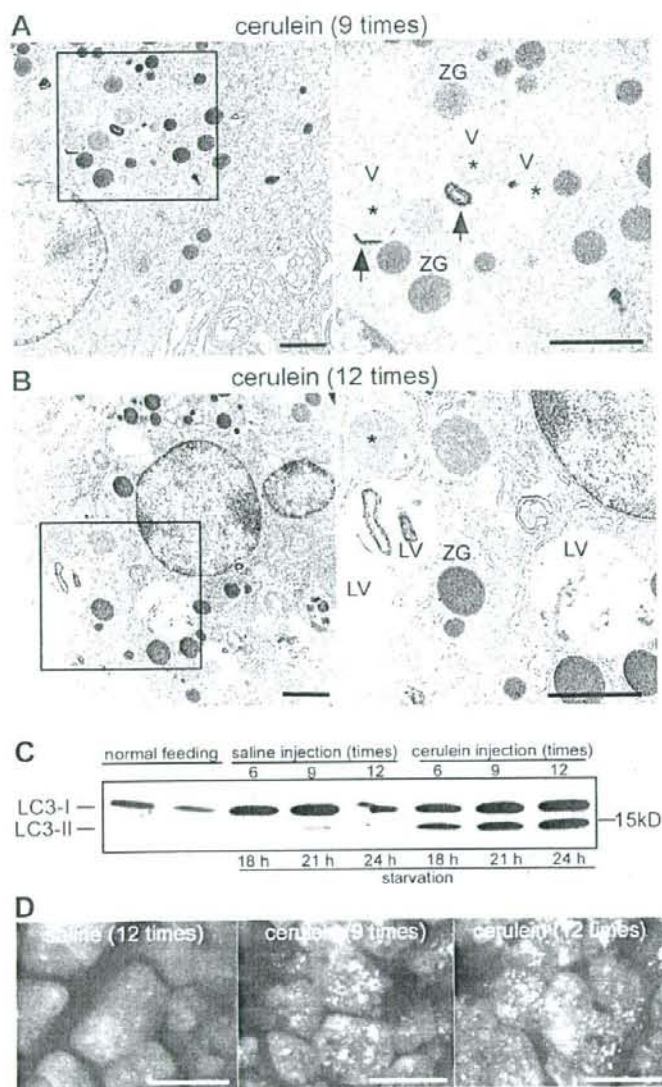 A
cerulein (9 times)
ZG
V
V
*
*
V
*
ZG
B
cerulein (12 times)
*
LV
ZG
LV
LV
C
normal feeding
saline injection (times)
cerulein injection (times)
6 9 12 6 9 12
LC3-I
LC3-II
15kD
18 h 21 h 24 h 18 h 21 h 24 h
starvation
D
saline (12 times)
cerulein (9 times)
cerulein (12 times)